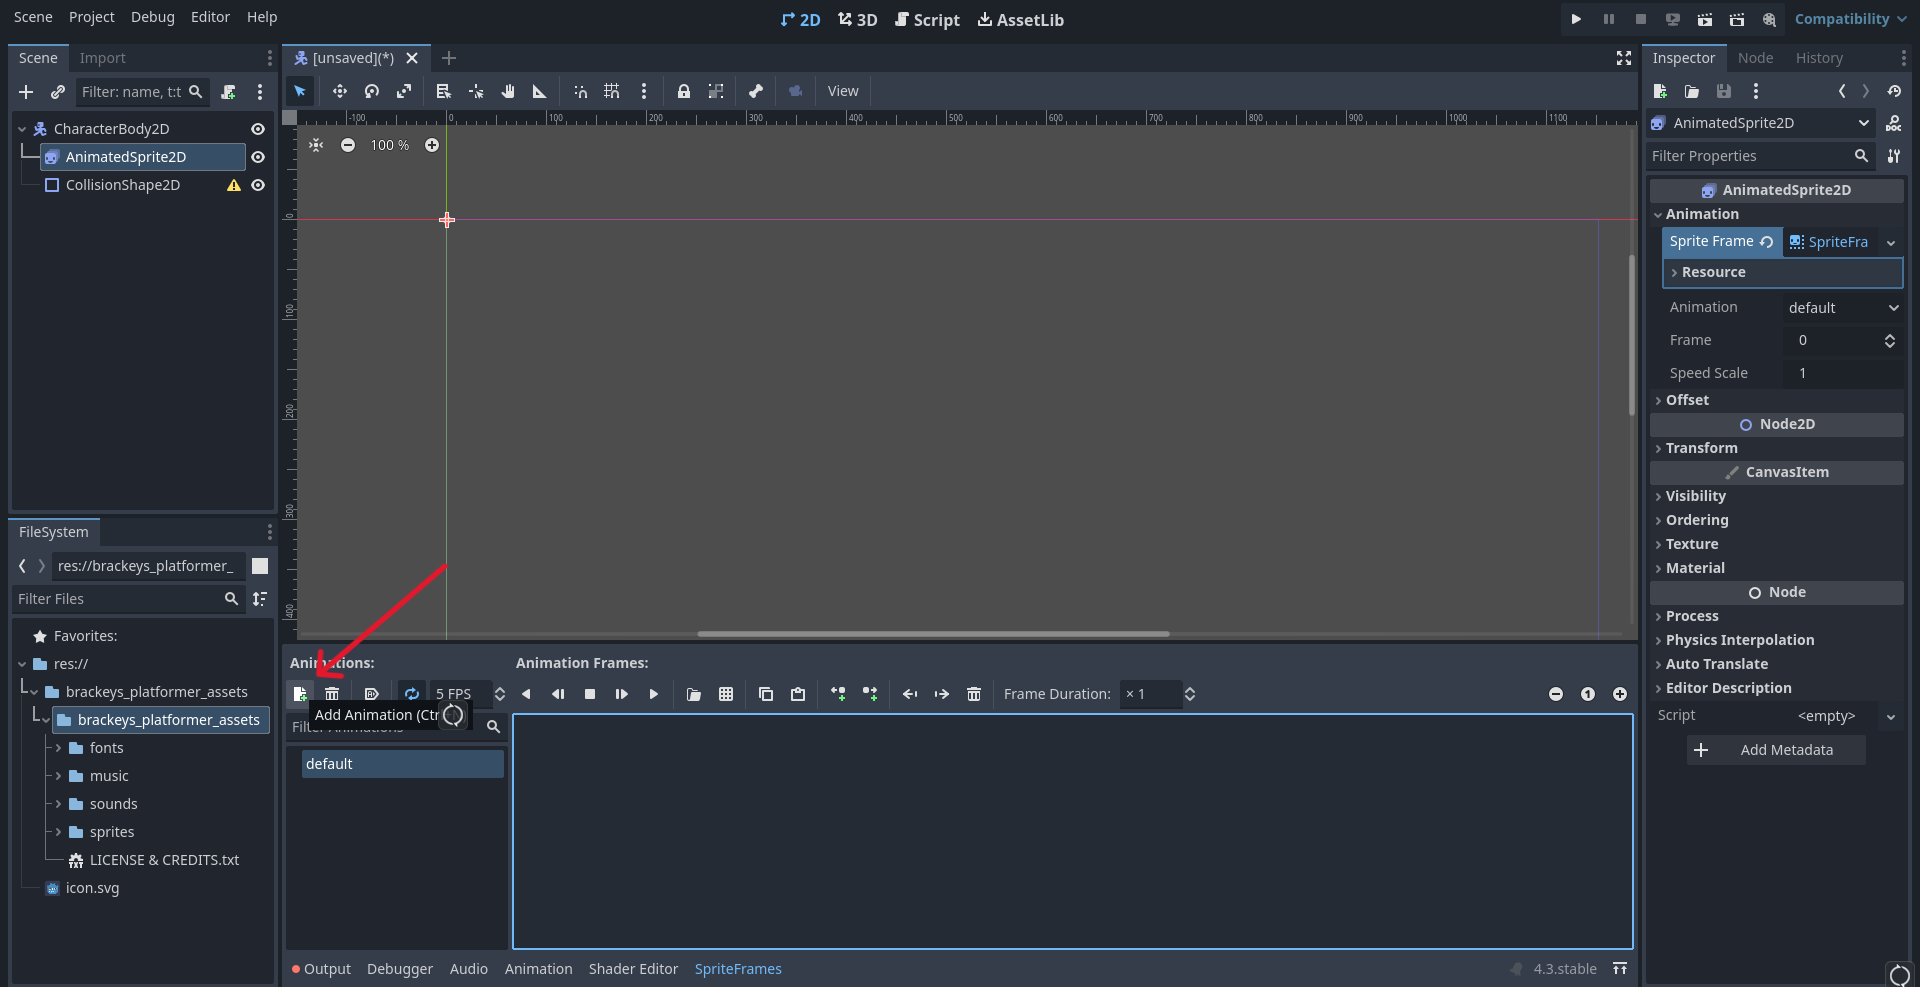 Scene Project Debug Editor Help
2D 3D Script AssetLib
Compatibility
Scene Import
Filter: name, t:t
CharacterBody2D
AnimatedSprite2D
CollisionShape2D
FileSystem
res://brackeys_platformer_
Filter Files
Favorites:
res://
brackeys_platformer_assets
brackeys_platformer_assets
fonts
music
sounds
sprites
LICENSE & CREDITS.txt
icon.svg
[unsaved](*)
View
-100 0 100 200 300 400 500 600 700 800 900 1000 1100
100 %
0
100
200
300
400
Animations:
5 FPS
Add Animation (Ctr
Filter Animations
default
Animation Frames:
Frame Duration: × 1
Output Debugger Audio Animation Shader Editor SpriteFrames
4.3.stable
Inspector Node History
AnimatedSprite2D
DOC
Filter Properties
AnimatedSprite2D
Animation
Sprite Frame SpriteFra
Resource
Animation default
Frame 0
Speed Scale 1
Offset
Node2D
Transform
CanvasItem
Visibility
Ordering
Texture
Material
Node
Process
Physics Interpolation
Auto Translate
Editor Description
Script <empty>
Add Metadata